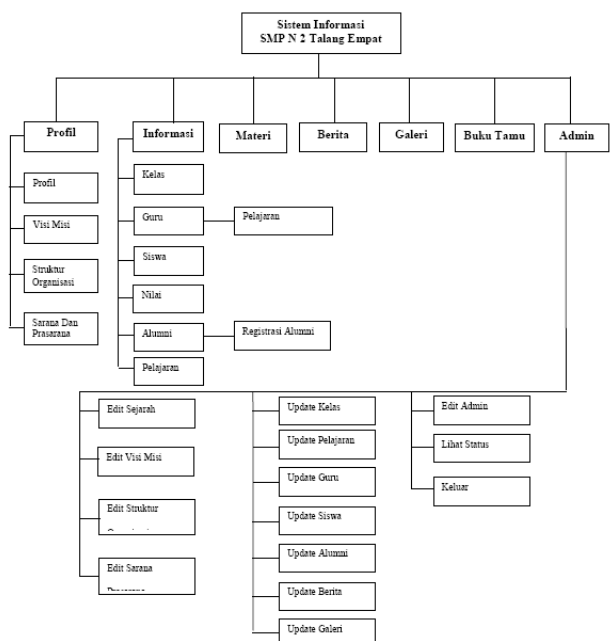 Sistem Informasi
SMP N 2 Talang Empat
Profil
Informasi
Materi
Berita
Galeri
Buku Tamu
Admin
Profil
Visi Misi
Struktur
Organisasi
Sarana Dan
Prasarana
Kelas
Guru
Pelajaran
Siswa
Nilai
Alumni
Registrasi Alumni
Pelajaran
Edit Sejarah
Edit Visi Misi
Edit Struktur
Edit Sarana
Update Kelas
Update Pelajaran
Update Guru
Update Siswa
Update Alumni
Update Berita
Update Galeri
Edit Admin
Lihat Status
Keluar